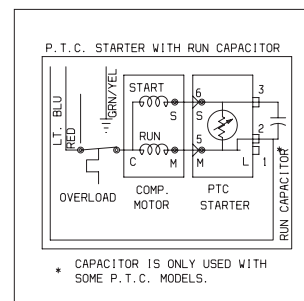 P.T.C. STARTER WITH RUN CAPACITOR
LT. BLU
RED
GRN/YEL
START
RUN
C
S
M
6
S
5
M
3
2
L
1
*
RUN CAPACITOR
OVERLOAD
COMP.
MOTOR
PTC
STARTER
* CAPACITOR IS ONLY USED WITH
SOME P.T.C. MODELS.